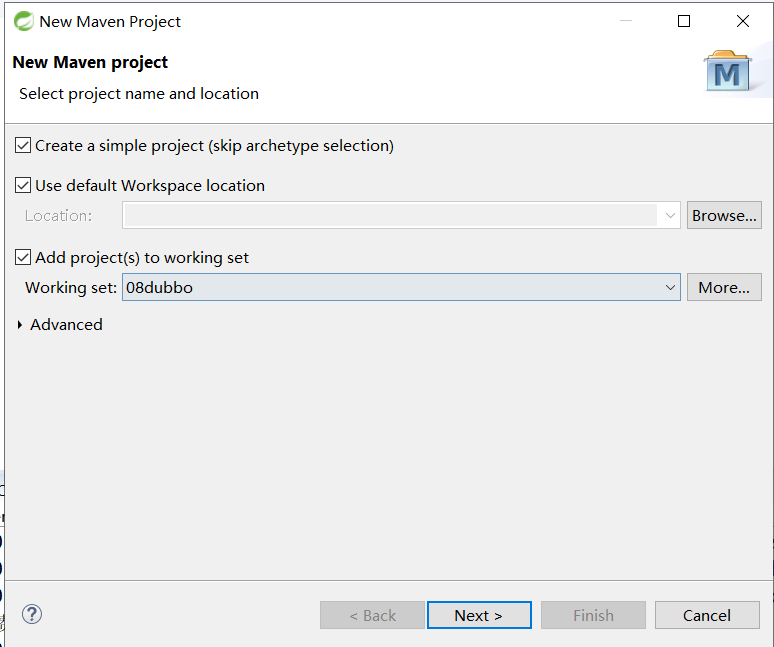 New Maven Project
New Maven project
Select project name and location
M
Create a simple project (skip archetype selection)
Use default Workspace location
Location:
Browse...
Add project(s) to working set
Working set: 08dubbo
More...
Advanced
?
< Back
Next >
Finish
Cancel